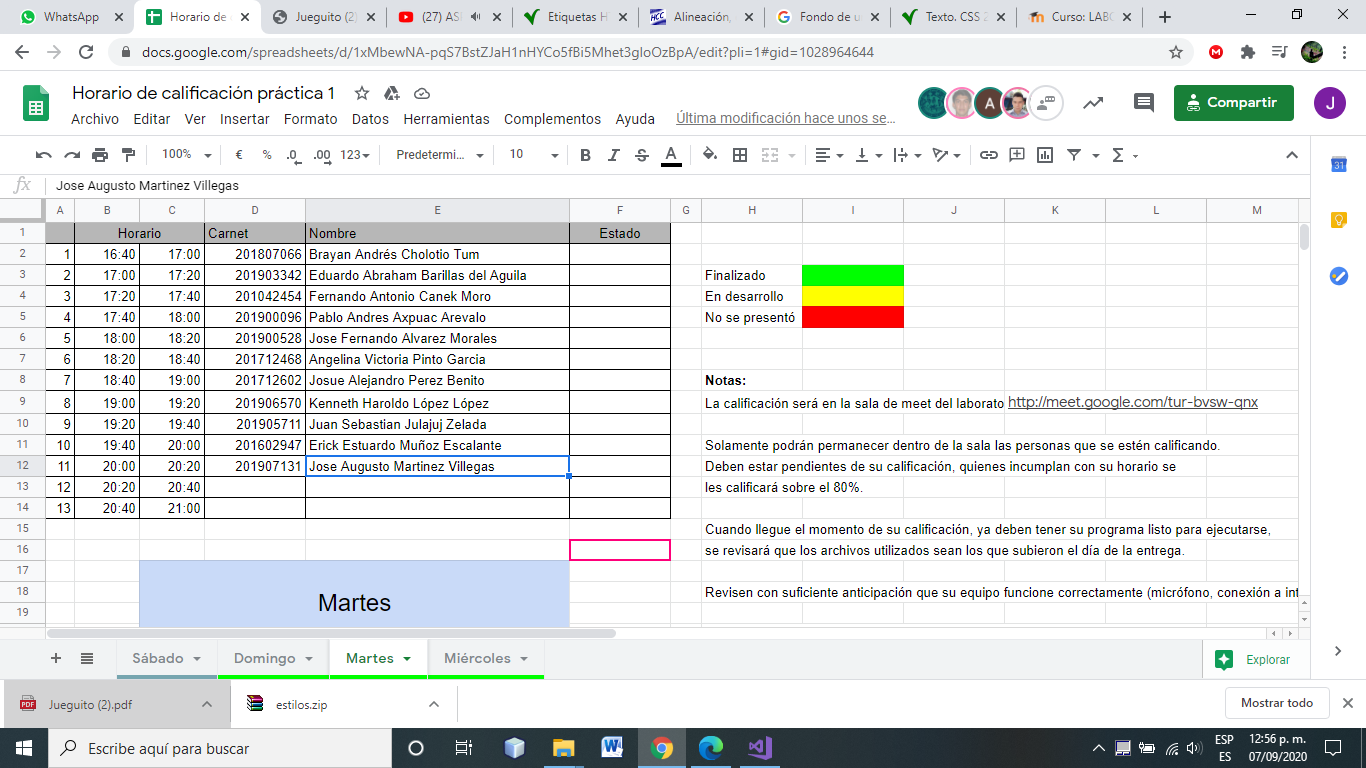 WhatsApp
Horario de
Jueguito (2)
(27) AS
Etiquetas H
Alineación,
Fondo de u
Texto. CSS
Curso: LAB
docs.google.com/spreadsheets/d/1xMbewNA-pqS7BstZJaH1nHYCo5fBi5Mhet3gloOzBpA/edit?pli=1#gid=1028964644
Horario de calificación práctica 1
Archivo Editar Ver Insertar Formato Datos Herramientas Complementos Ayuda Última modificación hace unos se…
A
Compartir
J
100% € % .0 .00 123 Predetermi… 10 B I S A
31
fx Jose Augusto Martinez Villegas
A B C D E F G H I J K L M
1 Horario Carnet Nombre Estado
2 1 16:40 17:00 201807066 Brayan Andrés Cholotio Tum
3 2 17:00 17:20 201903342 Eduardo Abraham Barillas del Aguila Finalizado
4 3 17:20 17:40 201042454 Fernando Antonio Canek Moro En desarrollo
5 4 17:40 18:00 201900096 Pablo Andres Axpuac Arevalo No se presentó
6 5 18:00 18:20 201900528 Jose Fernando Alvarez Morales
7 6 18:20 18:40 201712468 Angelina Victoria Pinto Garcia
8 7 18:40 19:00 201712602 Josue Alejandro Perez Benito Notas:
9 8 19:00 19:20 201906570 Kenneth Haroldo López López La calificación será en la sala de meet del laborato http://meet.google.com/tur-bvsw-qnx
10 9 19:20 19:40 201905711 Juan Sebastian Julajuj Zelada
11 10 19:40 20:00 201602947 Erick Estuardo Muñoz Escalante Solamente podrán permanecer dentro de la sala las personas que se estén calificando.
12 11 20:00 20:20 201907131 Jose Augusto Martinez Villegas Deben estar pendientes de su calificación, quienes incumplan con su horario se
13 12 20:20 20:40 les calificará sobre el 80%.
14 13 20:40 21:00
15 Cuando llegue el momento de su calificación, ya deben tener su programa listo para ejecutarse,
16 se revisará que los archivos utilizados sean los que subieron el día de la entrega.
17
18 Martes Revisen con suficiente anticipación que su equipo funcione correctamente (micrófono, conexión a int
19
Sábado Domingo Martes Miércoles Explorar
Jueguito (2).pdf estilos.zip Mostrar todo
Escribe aquí para buscar
ESP
ES
12:56 p. m.
07/09/2020